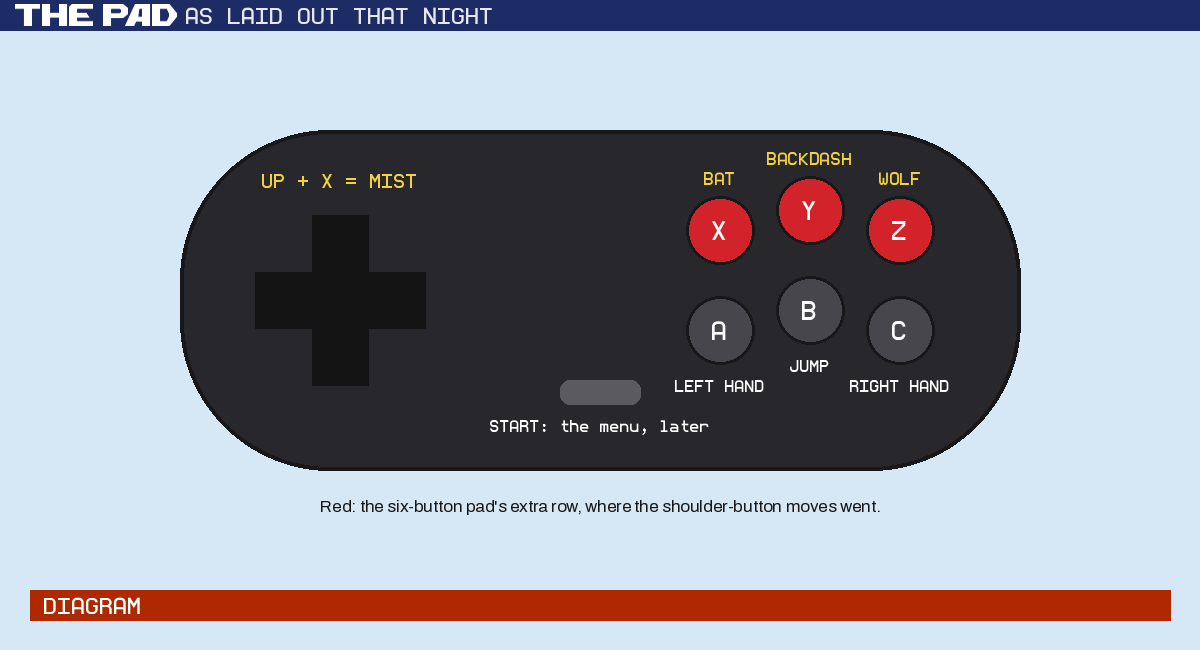 THE PAD AS LAID OUT THAT NIGHT
UP + X = MIST
BAT
BACKDASH
WOLF
X
Y
Z
A
B
C
LEFT HAND
JUMP
RIGHT HAND
START: the menu, later
Red: the six-button pad's extra row, where the shoulder-button moves went.
DIAGRAM